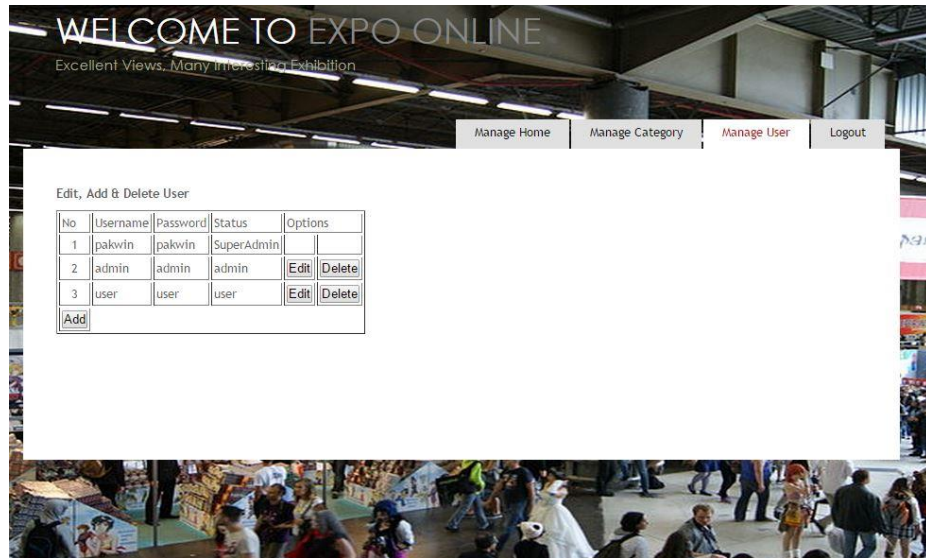 WELCOME TO EXPO ONLINE
Excellent Views, Many Interesting Exhibition
Manage Home Manage Category Manage User Logout
Edit, Add & Delete User
No Username Password Status Options
1 pakwin pakwin SuperAdmin
2 admin admin admin Edit Delete
3 user user user Edit Delete
Add